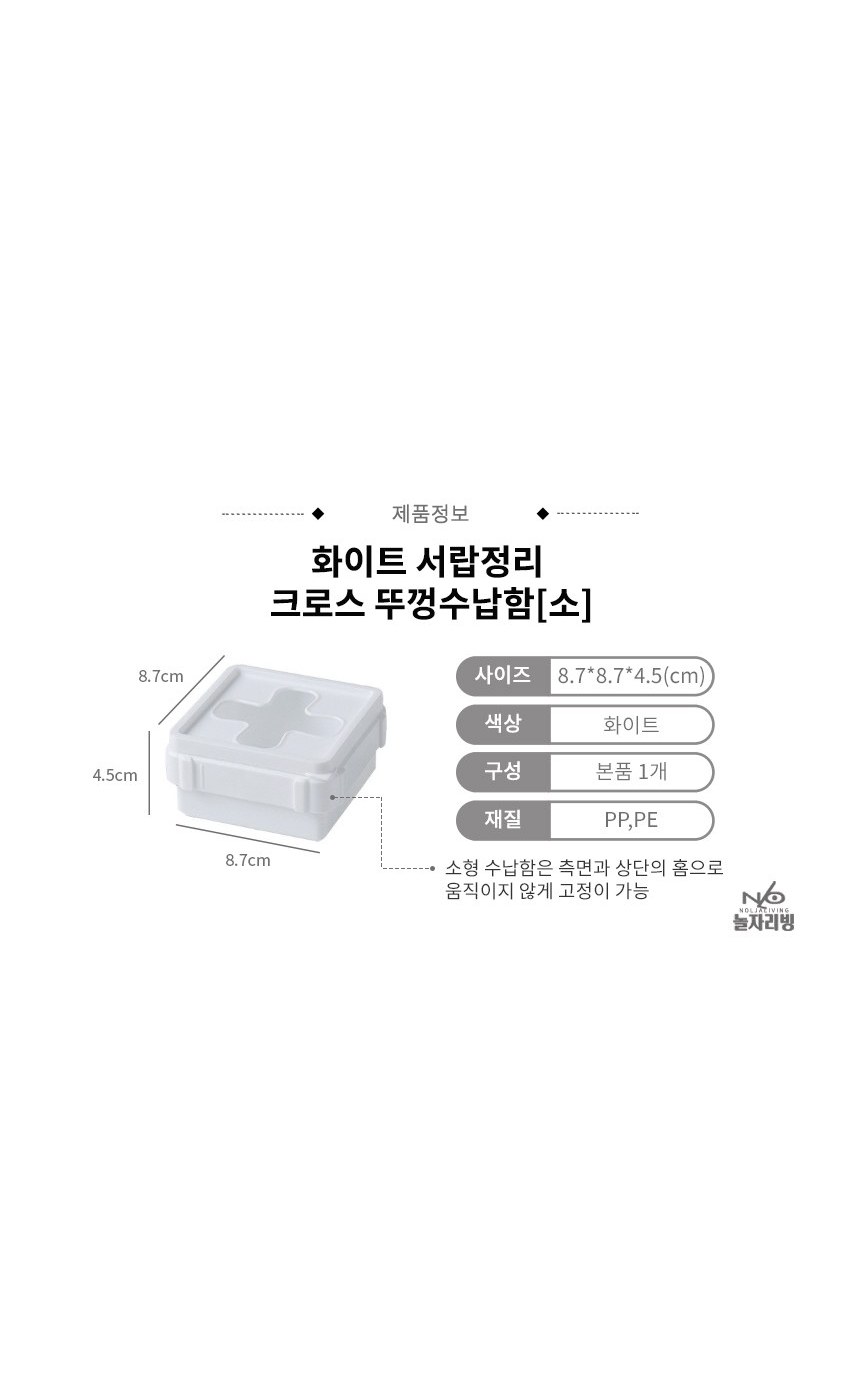 제품정보
화이트 서랍정리
크로스 뚜껑수납함[소]
8.7cm
4.5cm
8.7cm
사이즈 8.7*8.7*4.5(cm)
색상 화이트
구성 본품 1개
재질 PP,PE
소형 수납함은 측면과 상단의 홈으로
움직이지 않게 고정이 가능
NOLJALIVING
놀자리빙